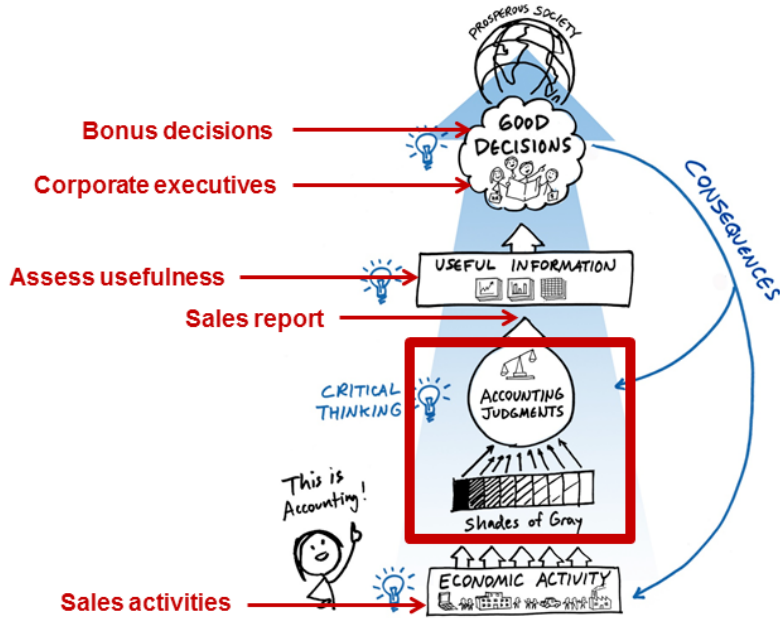 PROSPEROUS SOCIETY
GOOD
DECISIONS
Bonus decisions
Corporate executives
CONSEQUENCES
USEFUL INFORMATION
Assess usefulness
Sales report
CRITICAL
THINKING
ACCOUNTING
JUDGMENTS
This is
Accounting!
Shades of Gray
ECONOMIC ACTIVITY
Sales activities